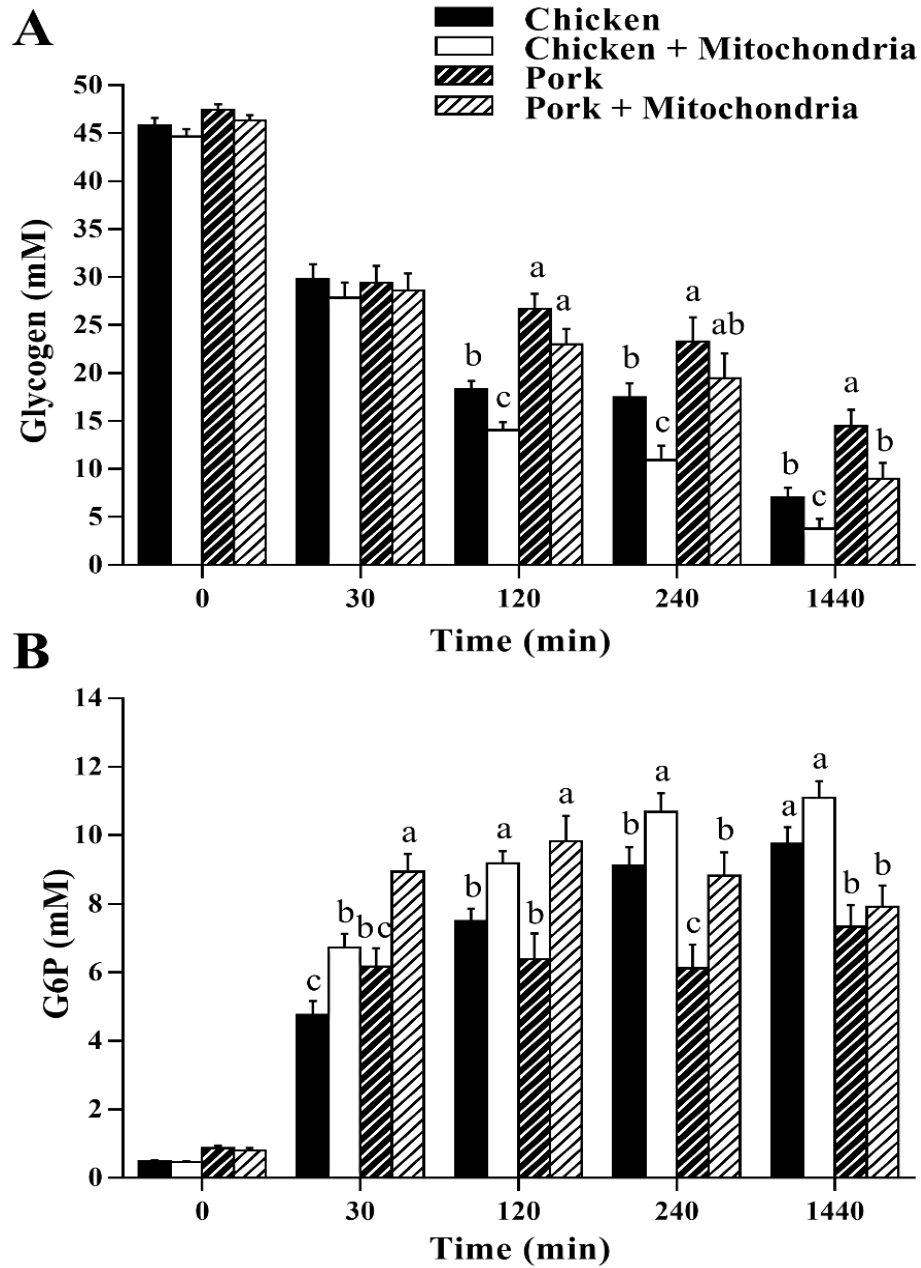 A
Chicken
Chicken + Mitochondria
Pork
Pork + Mitochondria
50
45
40
35
30
25
20
15
10
5
0
Glycogen (mM)
b c a a
b c a ab
b c a b
0 30 120 240 1440
Time (min)
B
14
12
10
8
6
4
2
0
G6P (mM)
c b bc a
b a b a
b a c b
a a b b
0 30 120 240 1440
Time (min)